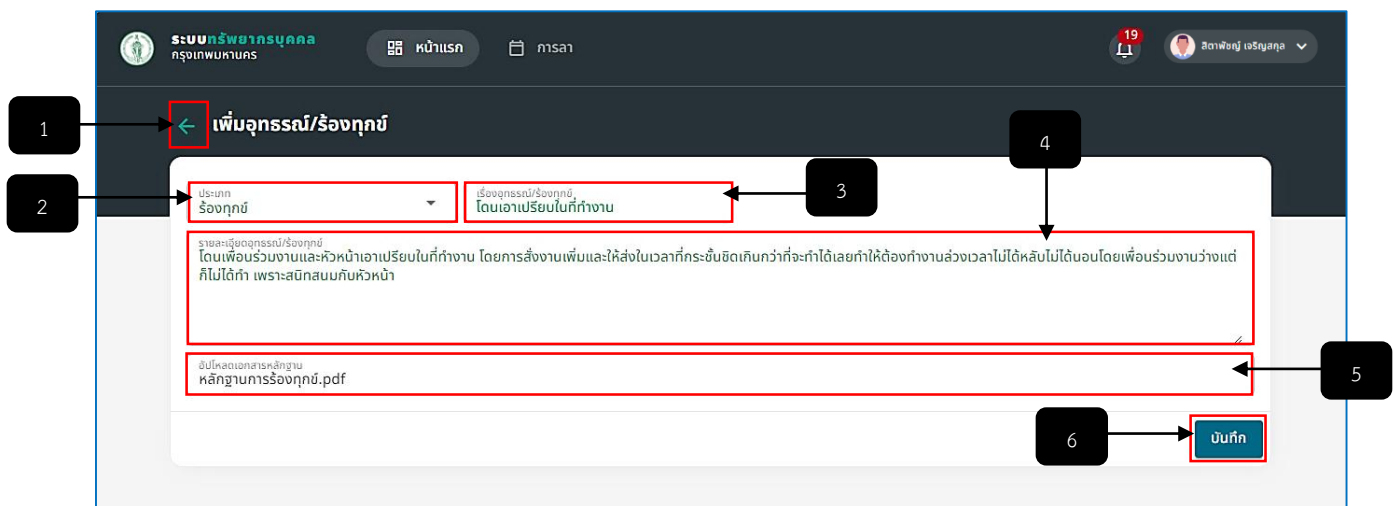 ระบบทรัพยากรบุคคล
กรุงเทพมหานคร
หน้าแรก
การลา
19
สิตาพัชญ์ เจริญสกุล
1
เพิ่มอุทธรณ์/ร้องทุกข์
4
2
ประเภท
ร้องทุกข์
เรื่องอุทธรณ์/ร้องทุกข์
โดนเอาเปรียบในที่ทำงาน
3
รายละเอียดอุทธรณ์/ร้องทุกข์
โดนเพื่อนร่วมงานและหัวหน้าเอาเปรียบในที่ทำงาน โดยการสั่งงานเพิ่มและให้ส่งในเวลาที่กระชั้นชิดเกินกว่าที่จะทำได้เลยทำให้ต้องทำงานล่วงเวลาไม่ได้หลับไม่ได้นอนโดยเพื่อนร่วมงานว่างแต่
ก็ไม่ได้ทำ เพราะสนิทสนมกับหัวหน้า
อัปโหลดเอกสารหลักฐาน
หลักฐานการร้องทุกข์.pdf
5
6
บันทึก